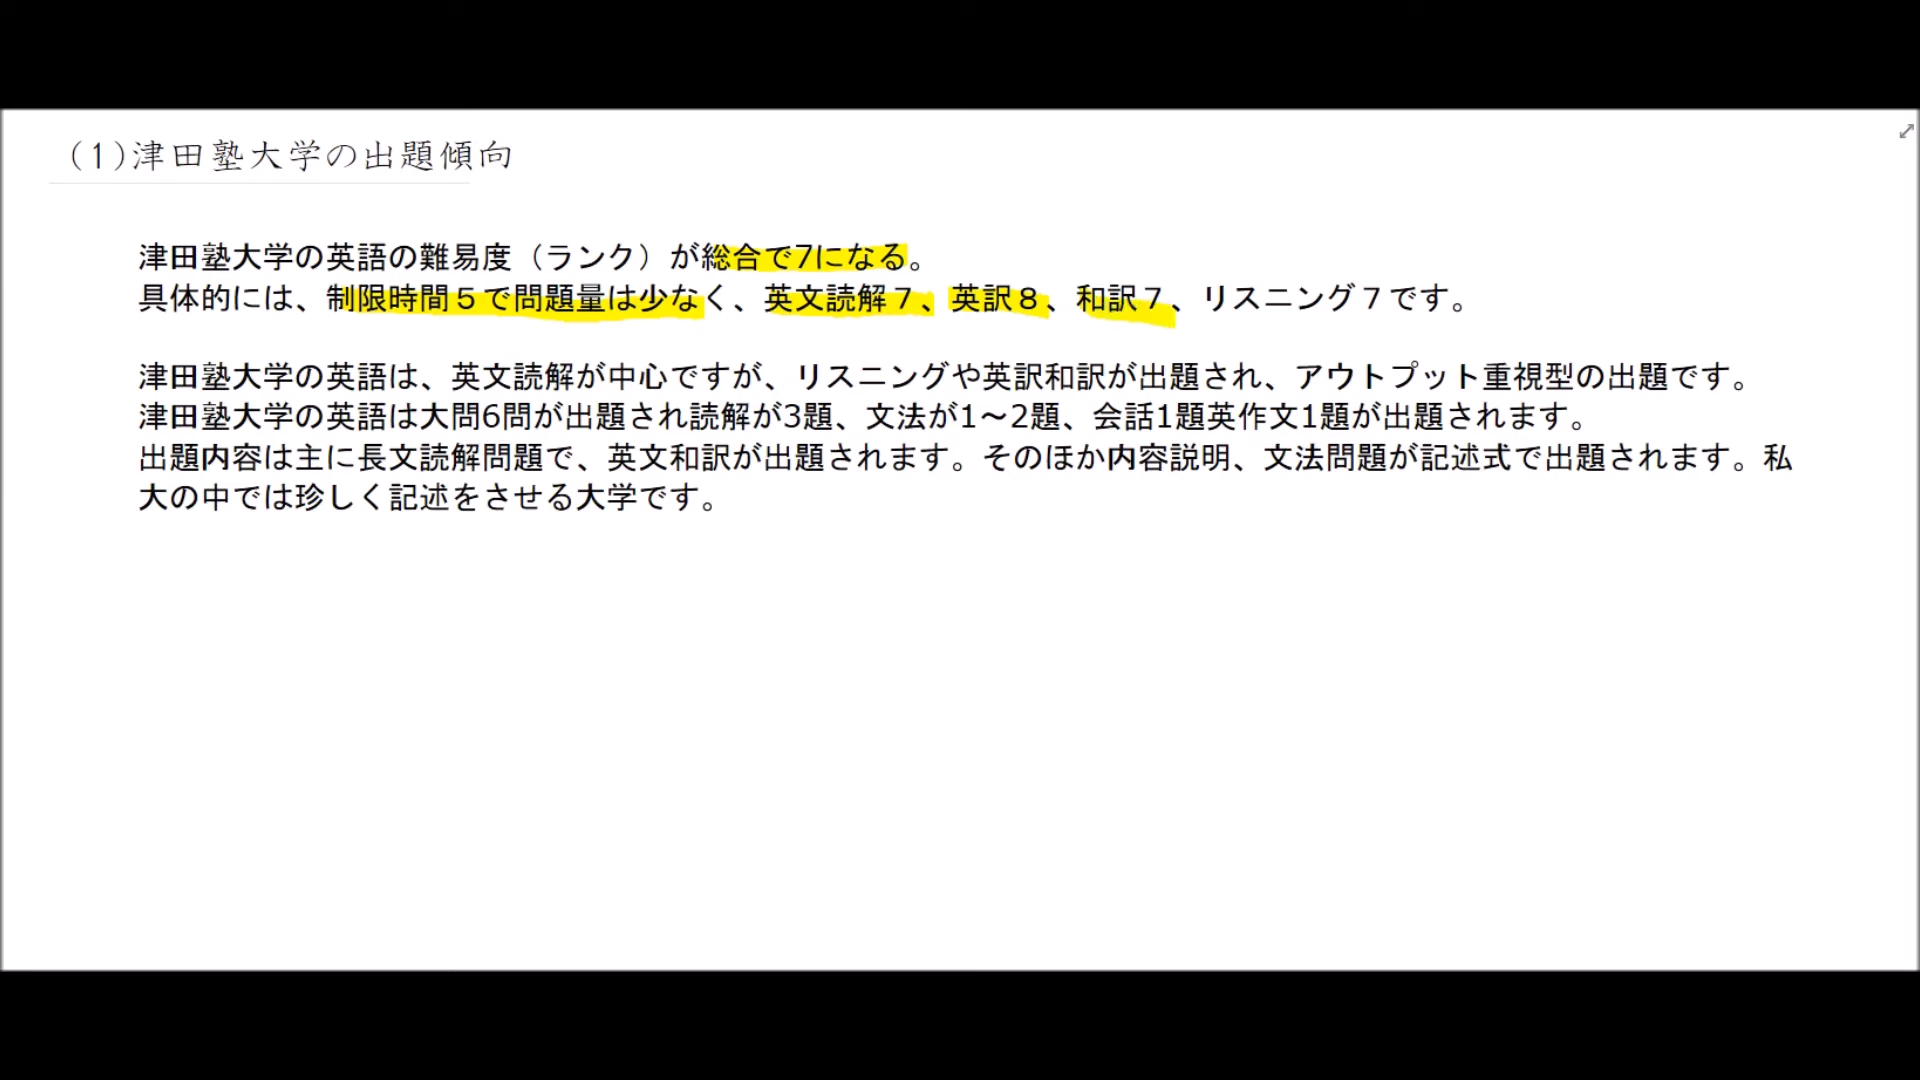 (1)津田塾大学の出題傾向
津田塾大学の英語の難易度（ランク）が総合で7になる。
具体的には、制限時間５で問題量は少なく、英文読解７、英訳８、和訳７、リスニング７です。
津田塾大学の英語は、英文読解が中心ですが、リスニングや英訳和訳が出題され、アウトプット重視型の出題です。
津田塾大学の英語は大問6問が出題され読解が3題、文法が1〜2題、会話1題英作文1題が出題されます。
出題内容は主に長文読解問題で、英文和訳が出題されます。そのほか内容説明、文法問題が記述式で出題されます。私
大の中では珍しく記述をさせる大学です。